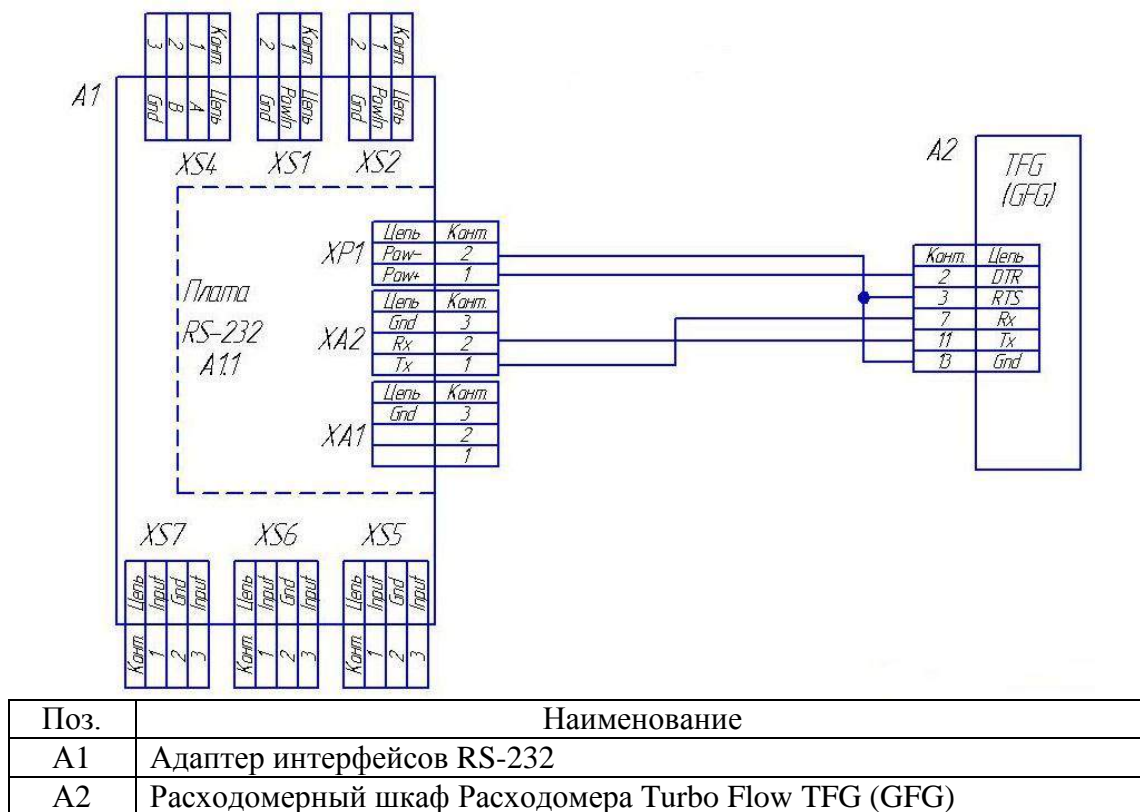 A1
3 2 1 Конт.
Gnd B A Цепь
XS4
2 1 Конт.
Gnd PowIn Цепь
XS1
2 1 Конт.
Gnd PowIn Цепь
XS2
Плата
RS-232
A1.1
XP1
Цепь Конт.
Pow- 2
Pow+ 1
XA2
Цепь Конт.
Gnd 3
Rx 2
Tx 1
XA1
Цепь Конт.
Gnd 3
2
1
A2
TFG
(GFG)
Конт. Цепь
2 DTR
3 RTS
7 Rx
11 Tx
13 Gnd
XS7
Цепь Input Gnd Input
Конт. 1 2 3
XS6
Цепь Input Gnd Input
Конт. 1 2 3
XS5
Цепь Input Gnd Input
Конт. 1 2 3
Поз. Наименование
А1 Адаптер интерфейсов RS-232
А2 Расходомерный шкаф Расходомера Turbo Flow TFG (GFG)